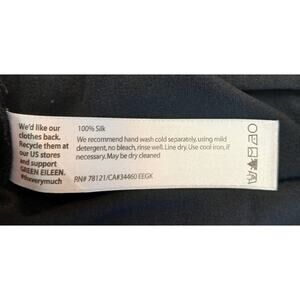 We'd like our
clothes back.
Recycle them at
our US stores
and support
GREEN EILEEN.
#theverymuch
100% Silk
We recommend hand wash cold separately, using mild
detergent, no bleach, rinse well. Line dry. Use cool iron, if
necessary. May be dry cleaned
RN# 78121/CA#34460 EEGK